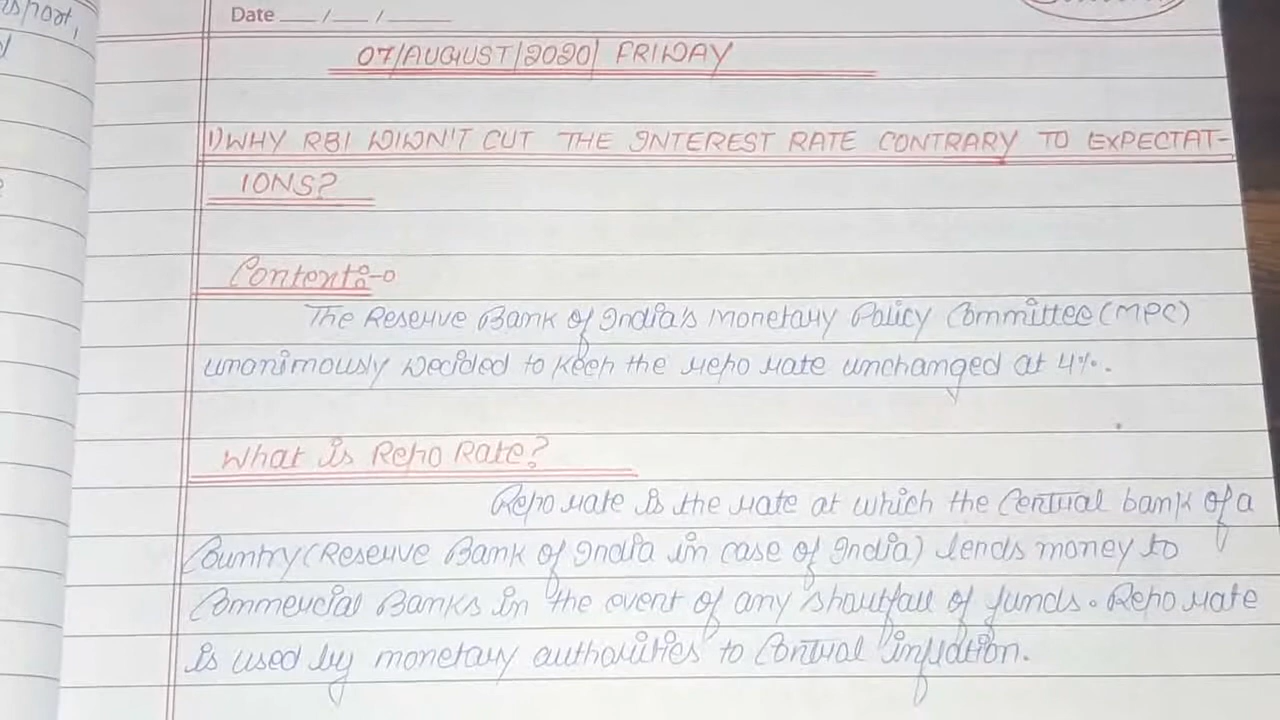 sport,
Date ___/___/_____
07/AUGUST/2020/ FRIDAY
1) WHY RBI DIDN'T CUT THE INTEREST RATE CONTRARY TO EXPECTAT-
IONS?
Context:-
The Reserve Bank of India's monetary Policy Committee (MPC)
unanimously decided to keep the repo rate unchanged at 4%.
What is Repo Rate?
Repo rate is the rate at which the Central bank of a
Country (Reserve Bank of India in case of India) lends money to
Commercial Banks in the event of any shortfall of funds. Repo rate
is used by monetary authorities to Control inflation.